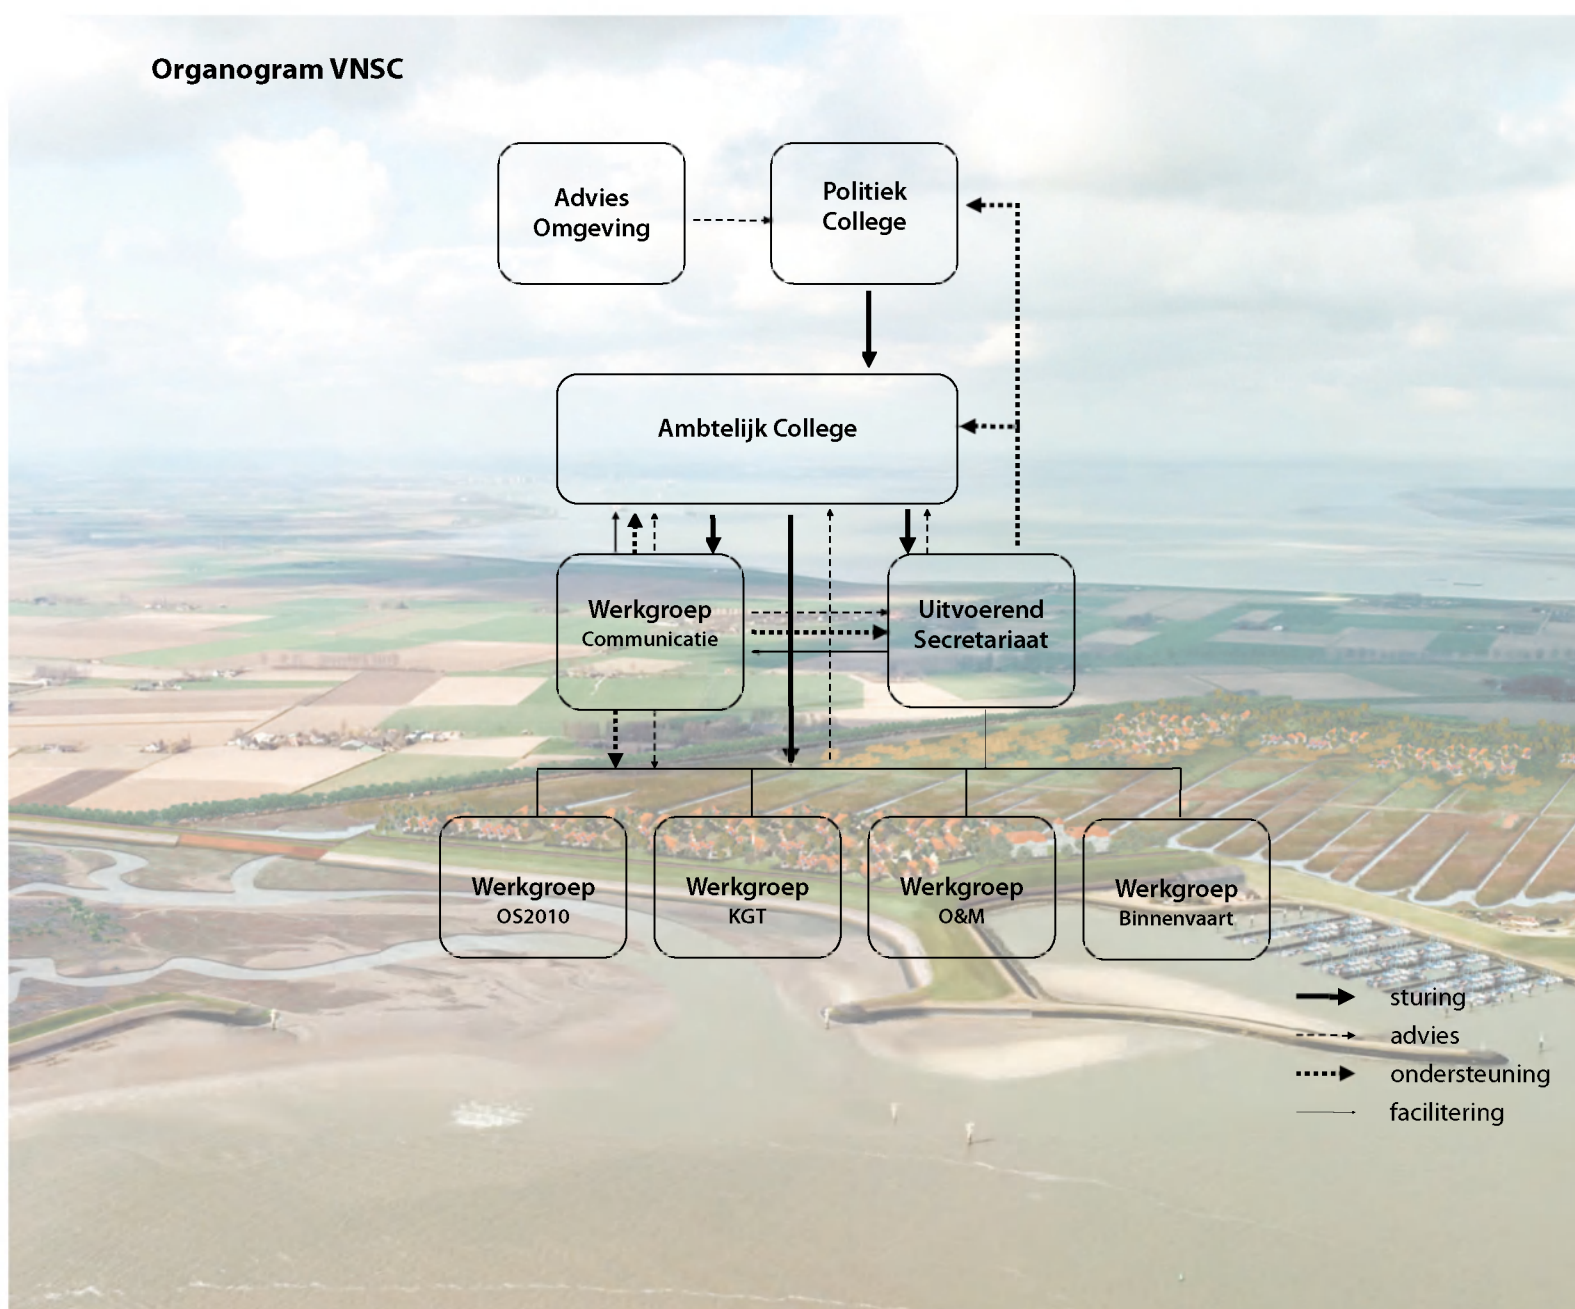 Organogram VNSC
Advies
Omgeving
Politiek
College
Ambtelijk College
Werkgroep
Communicatie
Uitvoerend
Secretariaat
Werkgroep
OS2010
Werkgroep
KGT
Werkgroep
O&M
Werkgroep
Binnenvaart
sturing
advies
ondersteuning
facilitering